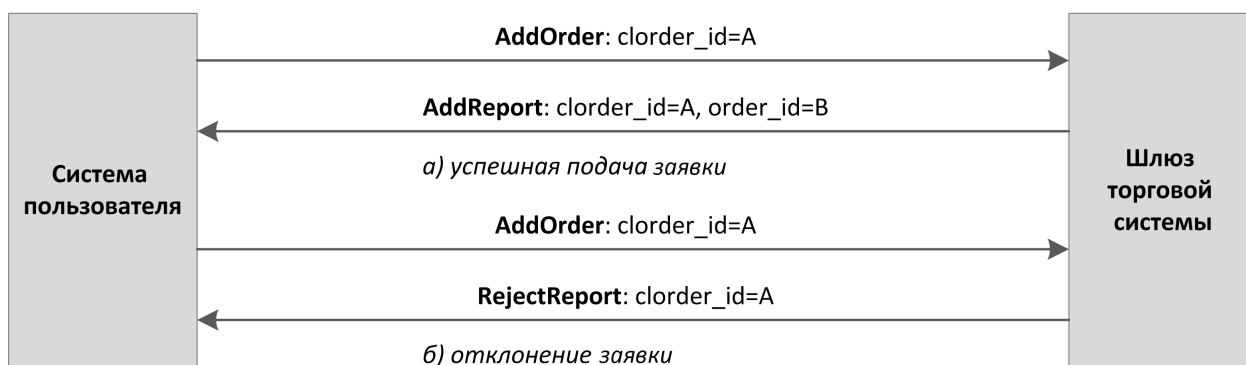 AddOrder: clorder_id=A
AddReport: clorder_id=A, order_id=B
а) успешная подача заявки
Система
пользователя
Шлюз
торговой
системы
AddOrder: clorder_id=A
RejectReport: clorder_id=A
б) отклонение заявки